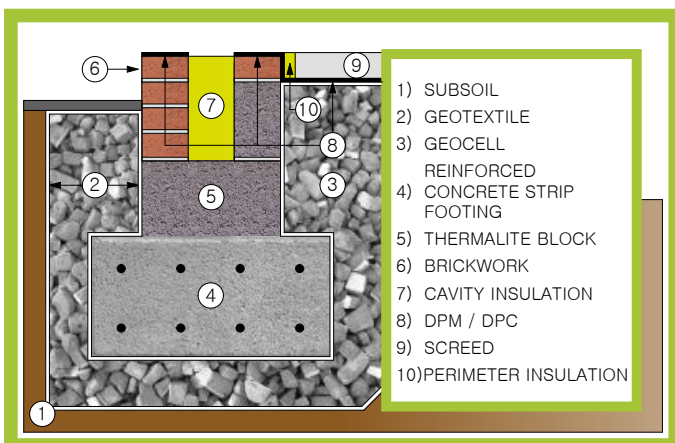 6
9
7
10
8
2
3
5
4
1
1) SUBSOIL
2) GEOTEXTILE
3) GEOCELL
REINFORCED
4) CONCRETE STRIP
FOOTING
5) THERMALITE BLOCK
6) BRICKWORK
7) CAVITY INSULATION
8) DPM / DPC
9) SCREED
10)PERIMETER INSULATION